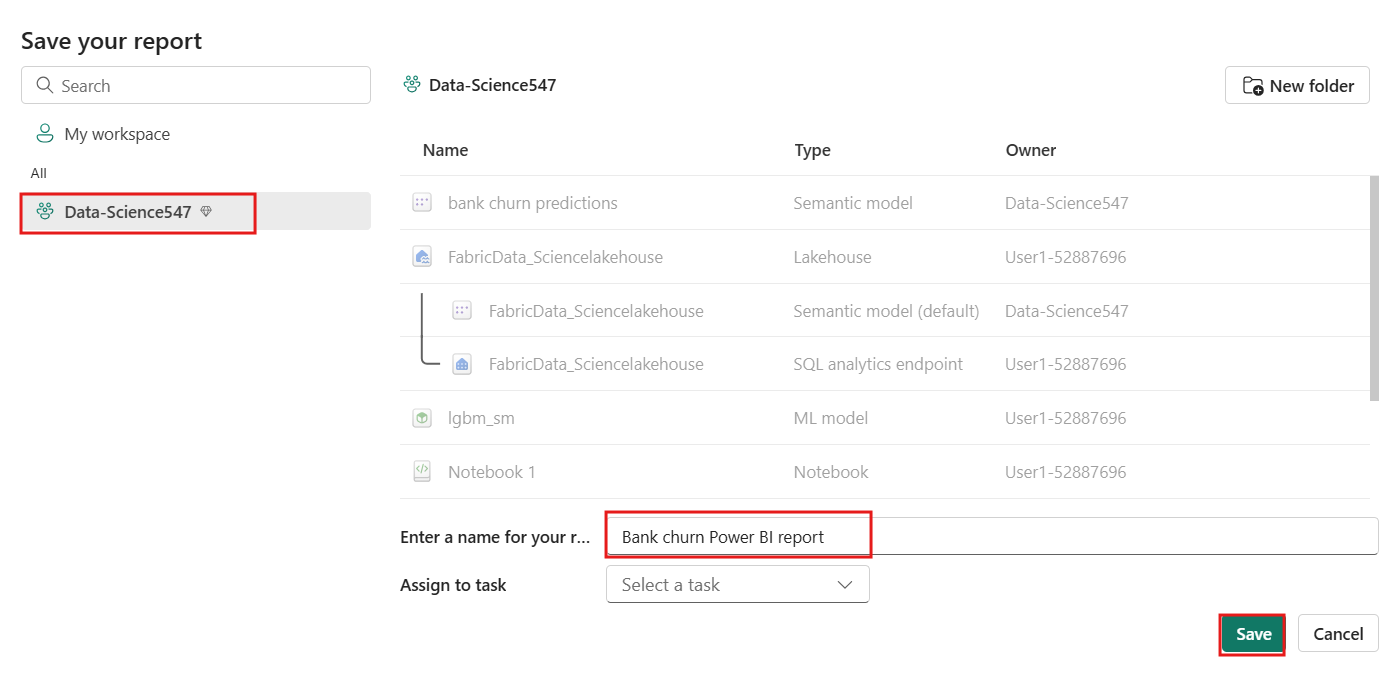 Save your report
Search
My workspace
All
Data-Science547
Data-Science547
New folder
Name Type Owner
bank churn predictions Semantic model Data-Science547
FabricData_Sciencelakehouse Lakehouse User1-52887696
FabricData_Sciencelakehouse Semantic model (default) Data-Science547
FabricData_Sciencelakehouse SQL analytics endpoint User1-52887696
lgbm_sm ML model User1-52887696
Notebook 1 Notebook User1-52887696
Enter a name for your r... Bank churn Power BI report
Assign to task Select a task
Save Cancel